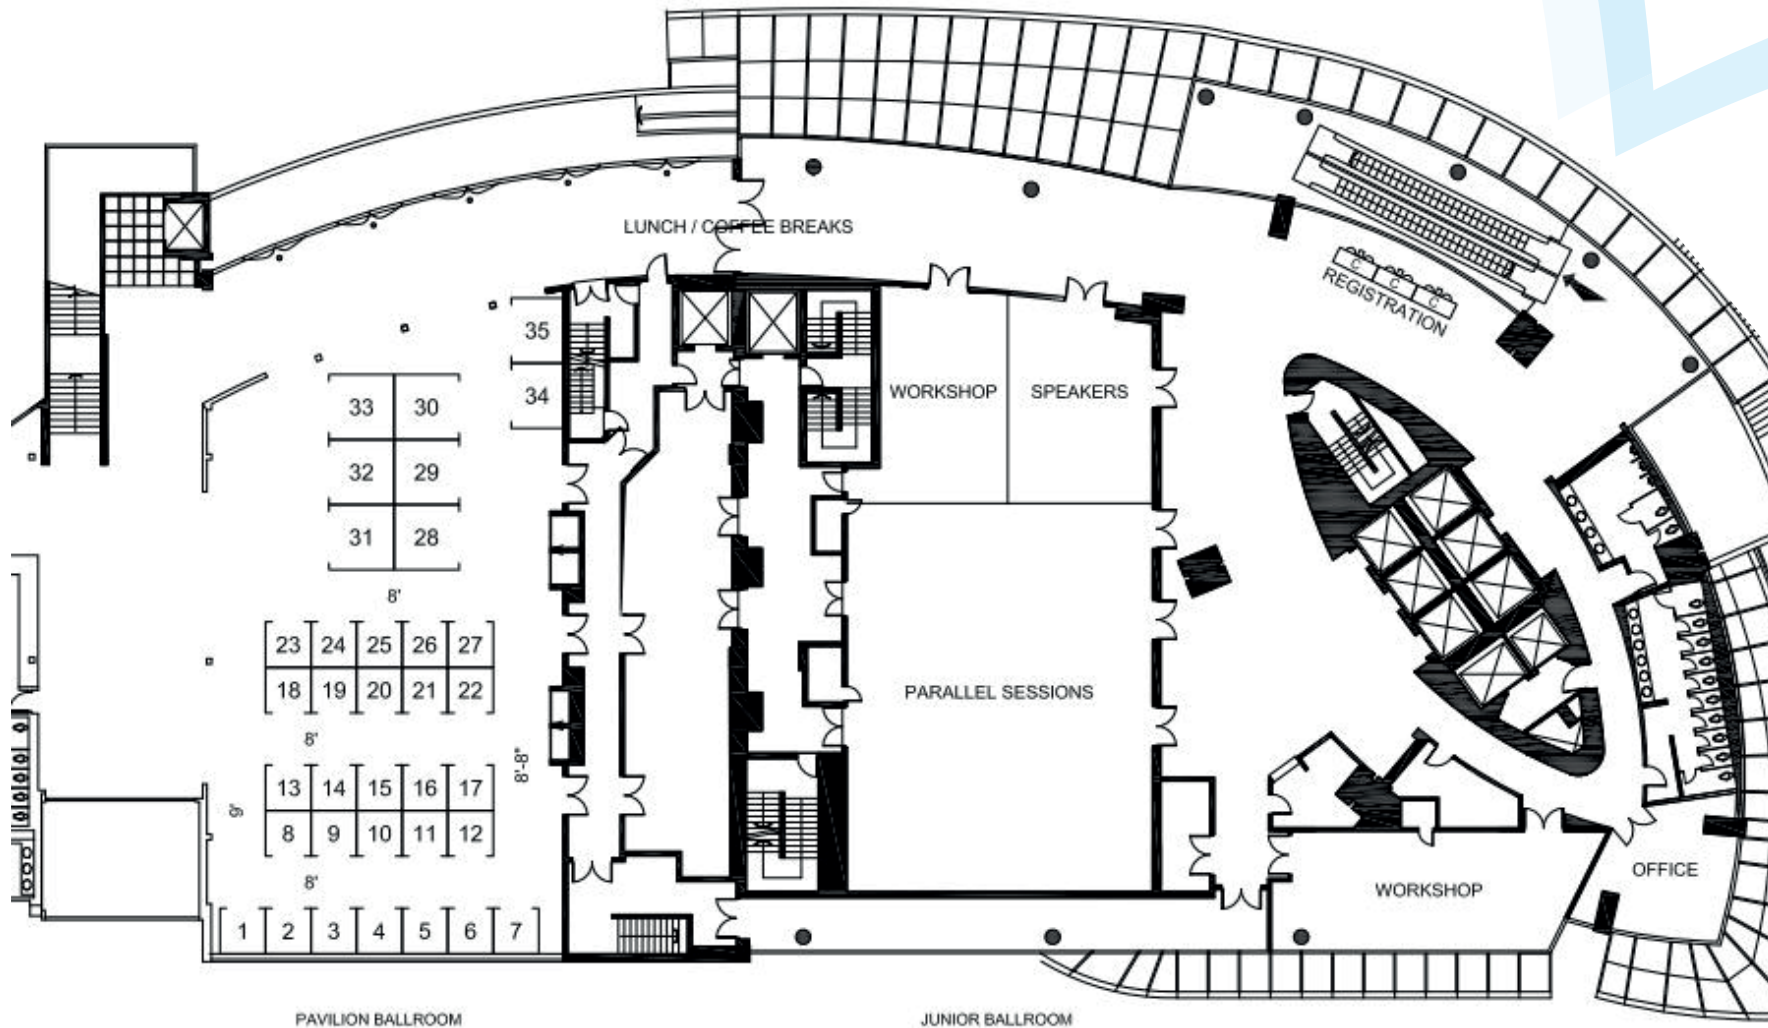 LUNCH / COFFEE BREAKS
C C C
REGISTRATION
35
34
WORKSHOP SPEAKERS
33 30
32 29
31 28
8'
23 24 25 26 27
18 19 20 21 22
PARALLEL SESSIONS
8'
8'-8"
13 14 15 16 17
9'
8 9 10 11 12
8'
OFFICE
WORKSHOP
1 2 3 4 5 6 7
PAVILION BALLROOM JUNIOR BALLROOM